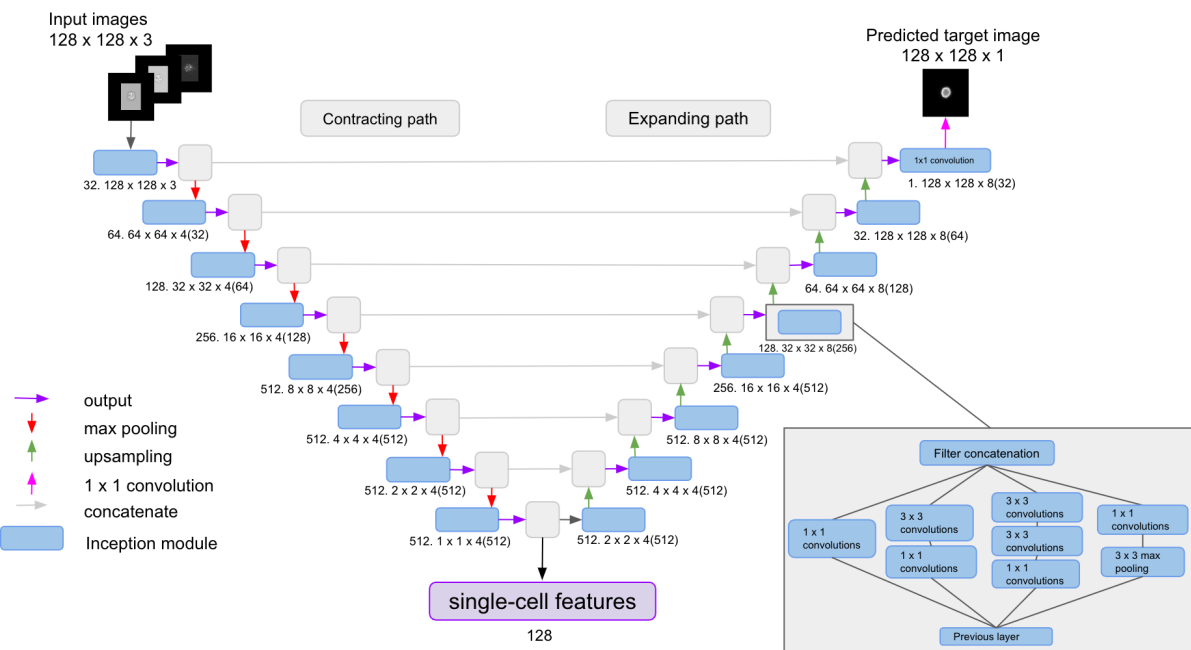 Input images
128 x 128 x 3
Predicted target image
128 x 128 x 1
Contracting path
Expanding path
1x1 convolution
32. 128 x 128 x 3
1. 128 x 128 x 8(32)
64. 64 x 64 x 4(32)
32. 128 x 128 x 8(64)
128. 32 x 32 x 4(64)
64. 64 x 64 x 8(128)
256. 16 x 16 x 4(128)
128. 32 x 32 x 8(256)
512. 8 x 8 x 4(256)
256. 16 x 16 x 4(512)
512. 4 x 4 x 4(512)
512. 8 x 8 x 4(512)
512. 2 x 2 x 4(512)
512. 4 x 4 x 4(512)
512. 1 x 1 x 4(512)
512. 2 x 2 x 4(512)
single-cell features
128
output
max pooling
upsampling
1 x 1 convolution
concatenate
Inception module
Filter concatenation
1 x 1
convolutions
3 x 3
convolutions
1 x 1
convolutions
3 x 3
convolutions
3 x 3
convolutions
1 x 1
convolutions
1 x 1
convolutions
3 x 3 max
pooling
Previous layer